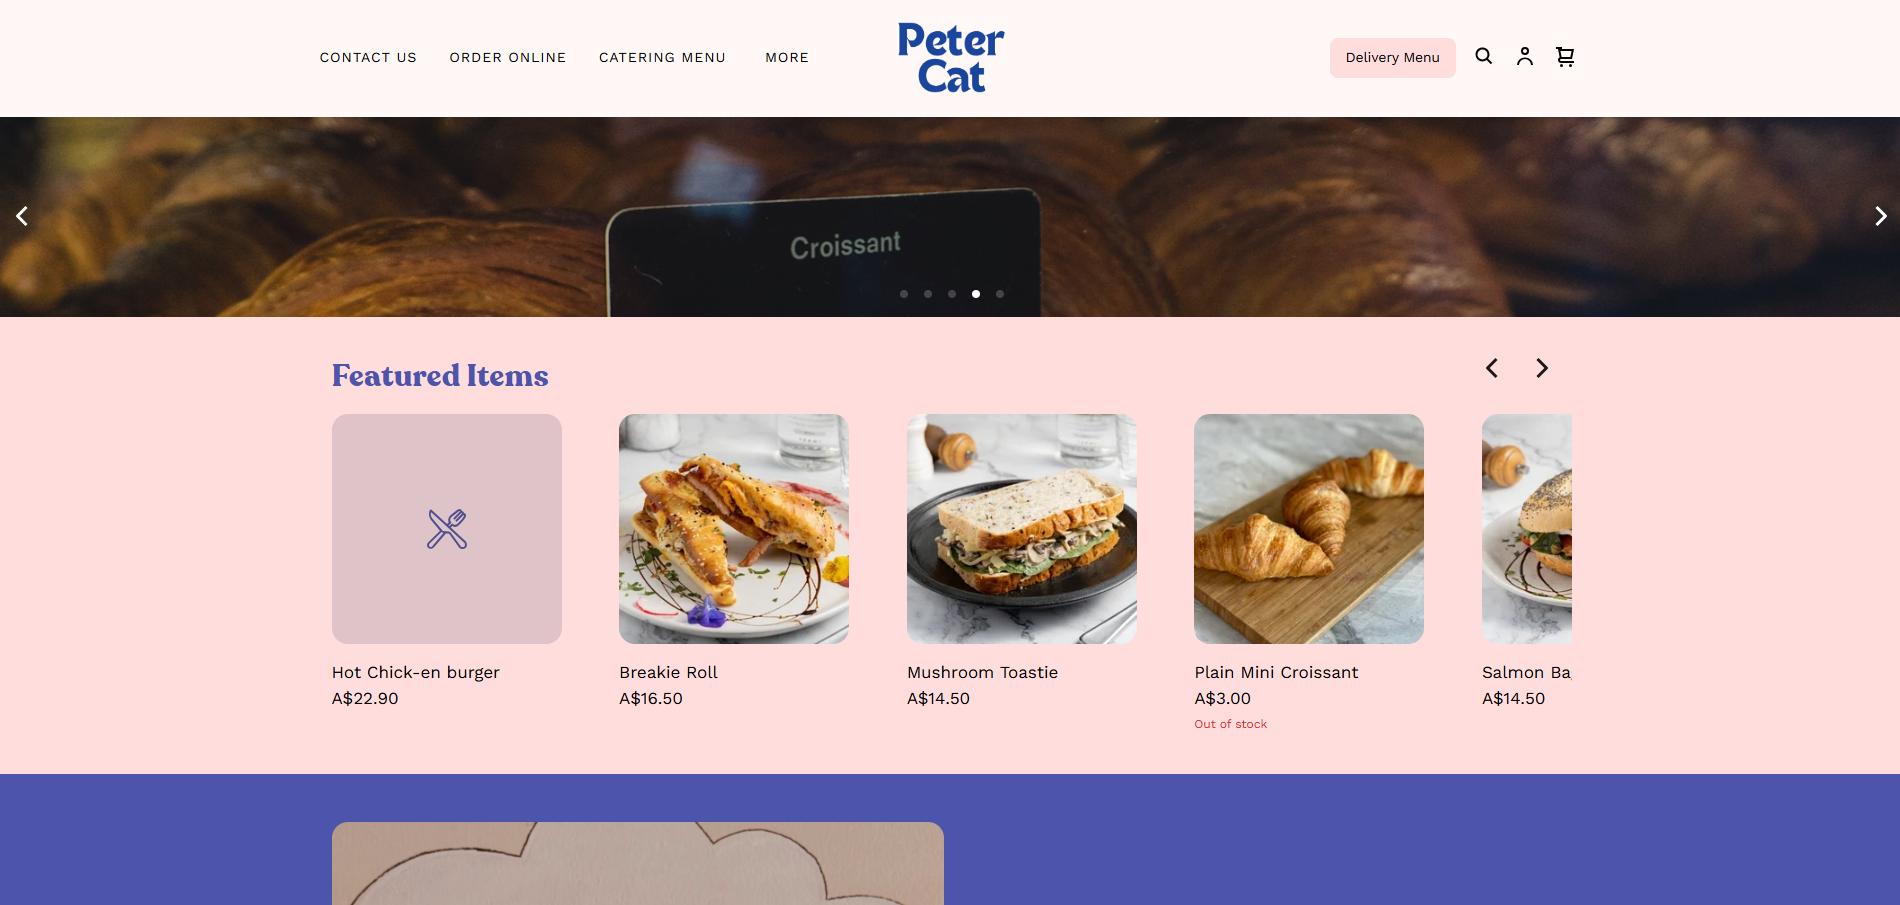 CONTACT US
ORDER ONLINE
CATERING MENU
MORE
Peter
Cat
Delivery Menu
Croissant
Featured Items
Hot Chick-en burger
A$22.90
Breakie Roll
A$16.50
Mushroom Toastie
A$14.50
Plain Mini Croissant
A$3.00
Out of stock
Salmon
A$14.50